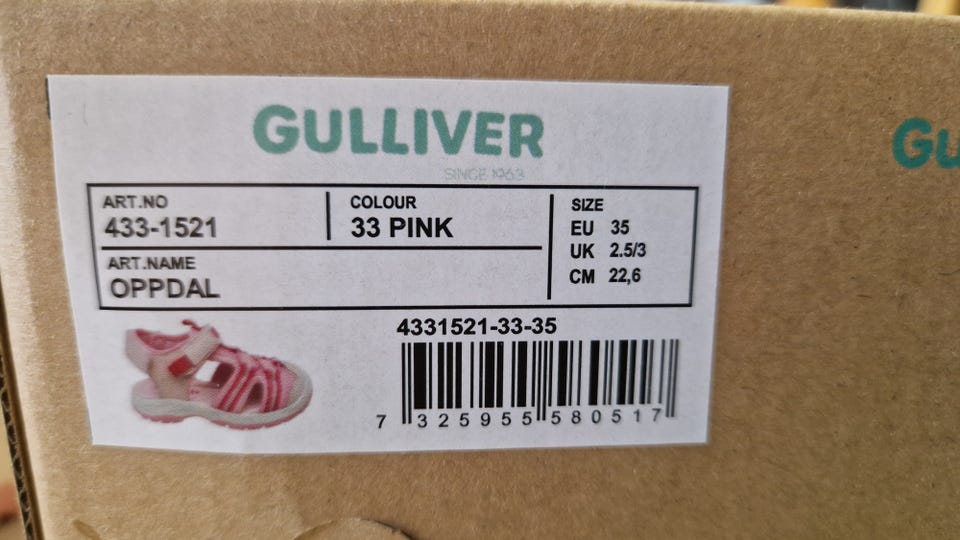 GULLIVER
SINCE 1963
ART.NO
433-1521
COLOUR
33 PINK
ART.NAME
OPPDAL
SIZE
EU 35
UK 2.5/3
CM 22,6
4331521-33-35
7 325955 580517
GU